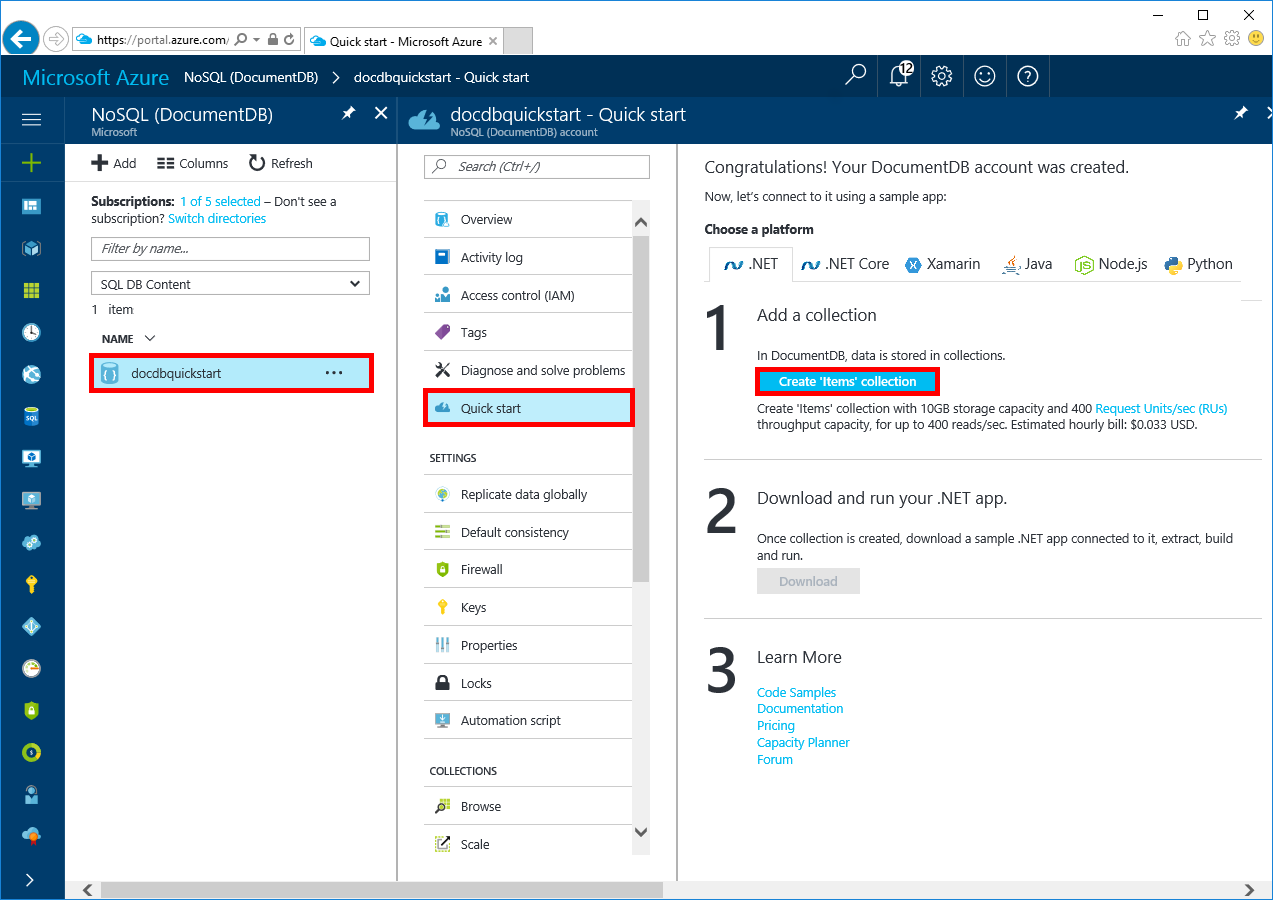 https://portal.azure.com/
Quick start - Microsoft Azure
Microsoft Azure
NoSQL (DocumentDB)
docdbquickstart - Quick start
12
NoSQL (DocumentDB)
Microsoft
Add
Columns
Refresh
Subscriptions: 1 of 5 selected – Don't see a
subscription? Switch directories
Filter by name...
SQL DB Content
1 item
NAME
docdbquickstart
...
docdbquickstart - Quick start
NoSQL (DocumentDB) account
Search (Ctrl+/)
Overview
Activity log
Access control (IAM)
Tags
Diagnose and solve problems
Quick start
SETTINGS
Replicate data globally
Default consistency
Firewall
Keys
Properties
Locks
Automation script
COLLECTIONS
Browse
Scale
Congratulations! Your DocumentDB account was created.
Now, let's connect to it using a sample app:
Choose a platform
.NET
.NET Core
Xamarin
Java
Node.js
Python
1
Add a collection
In DocumentDB, data is stored in collections.
Create 'Items' collection
Create 'Items' collection with 10GB storage capacity and 400 Request Units/sec (RUs)
throughput capacity, for up to 400 reads/sec. Estimated hourly bill: $0.033 USD.
2
Download and run your .NET app.
Once collection is created, download a sample .NET app connected to it, extract, build
and run.
Download
3
Learn More
Code Samples
Documentation
Pricing
Capacity Planner
Forum
SQL